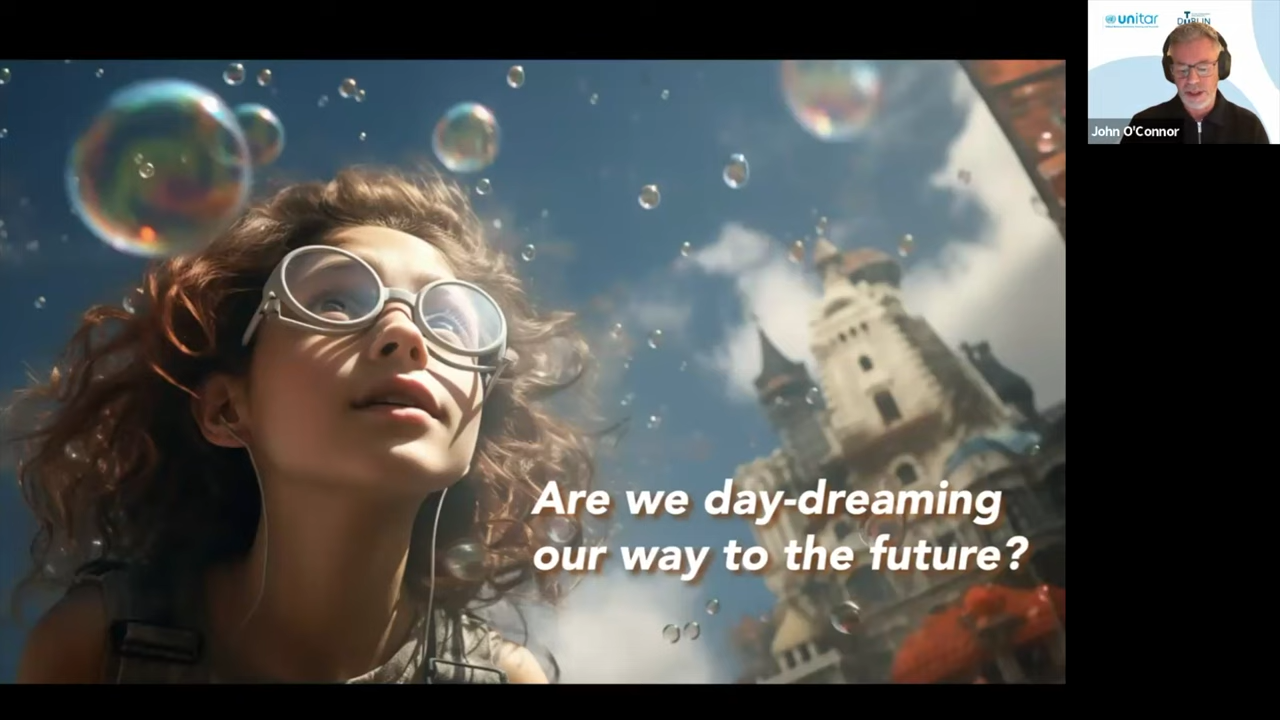 Are we day-dreaming
our way to the future?
unitar
DUBLIN
John O'Connor